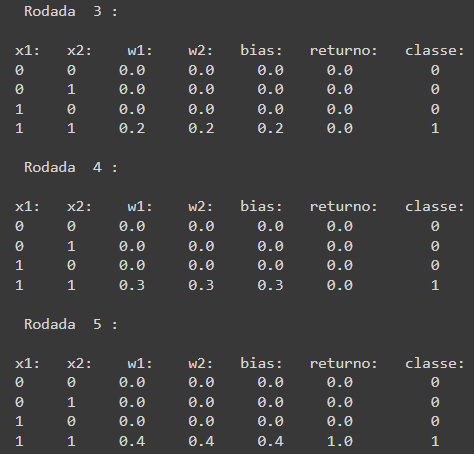 Rodada 3 :
x1: x2: w1: w2: bias: returno: classe:
0 0 0.0 0.0 0.0 0.0 0
0 1 0.0 0.0 0.0 0.0 0
1 0 0.0 0.0 0.0 0.0 0
1 1 0.2 0.2 0.2 0.0 1
Rodada 4 :
x1: x2: w1: w2: bias: returno: classe:
0 0 0.0 0.0 0.0 0.0 0
0 1 0.0 0.0 0.0 0.0 0
1 0 0.0 0.0 0.0 0.0 0
1 1 0.3 0.3 0.3 0.0 1
Rodada 5 :
x1: x2: w1: w2: bias: returno: classe:
0 0 0.0 0.0 0.0 0.0 0
0 1 0.0 0.0 0.0 0.0 0
1 0 0.0 0.0 0.0 0.0 0
1 1 0.4 0.4 0.4 1.0 1